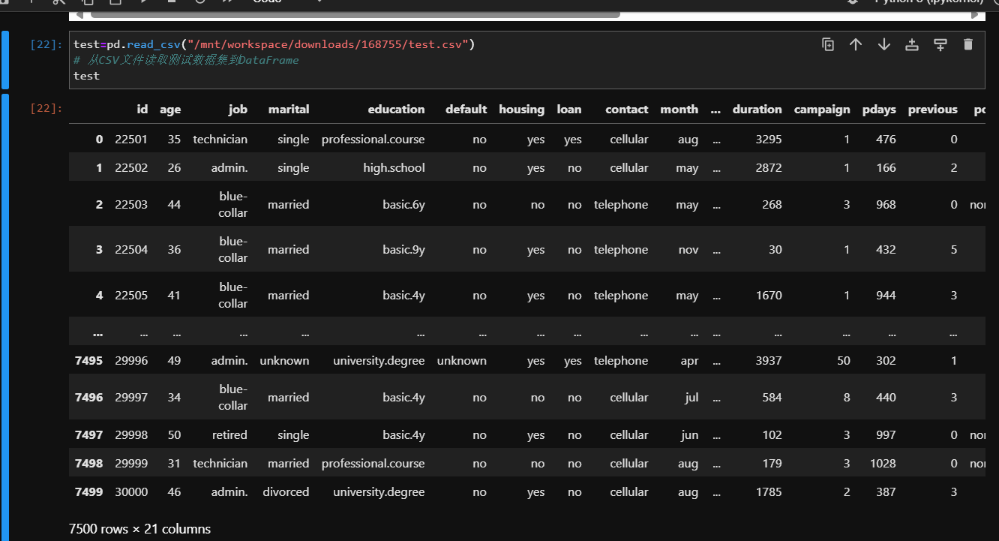 Code
Python 3 (ipykernel)
[22]: test=pd.read_csv("/mnt/workspace/downloads/168755/test.csv")
# 从CSV文件读取测试数据集到DataFrame
test
[22]: id age job marital education default housing loan contact month ... duration campaign pdays previous
0 22501 35 technician single professional.course no yes yes cellular aug ... 3295 1 476 0
1 22502 26 admin. single high.school no yes no cellular may ... 2872 1 166 2
2 22503 44 blue-collar married basic.6y no no no telephone may ... 268 3 968 0
3 22504 36 blue-collar married basic.9y no yes no telephone nov ... 30 1 432 5
4 22505 41 blue-collar married basic.4y no yes no telephone may ... 1670 1 944 3
... ... ... ... ... ... ... ... ... ... ... ... ... ... ... ...
7495 29996 49 admin. unknown university.degree unknown yes yes telephone apr ... 3937 50 302 1
7496 29997 34 blue-collar married basic.4y no no no cellular jul ... 584 8 440 3
7497 29998 50 retired single basic.4y no yes no cellular jun ... 102 3 997 0
7498 29999 31 technician married professional.course no no no cellular aug ... 179 3 1028 0
7499 30000 46 admin. divorced university.degree no yes no cellular aug ... 1785 2 387 3
7500 rows × 21 columns